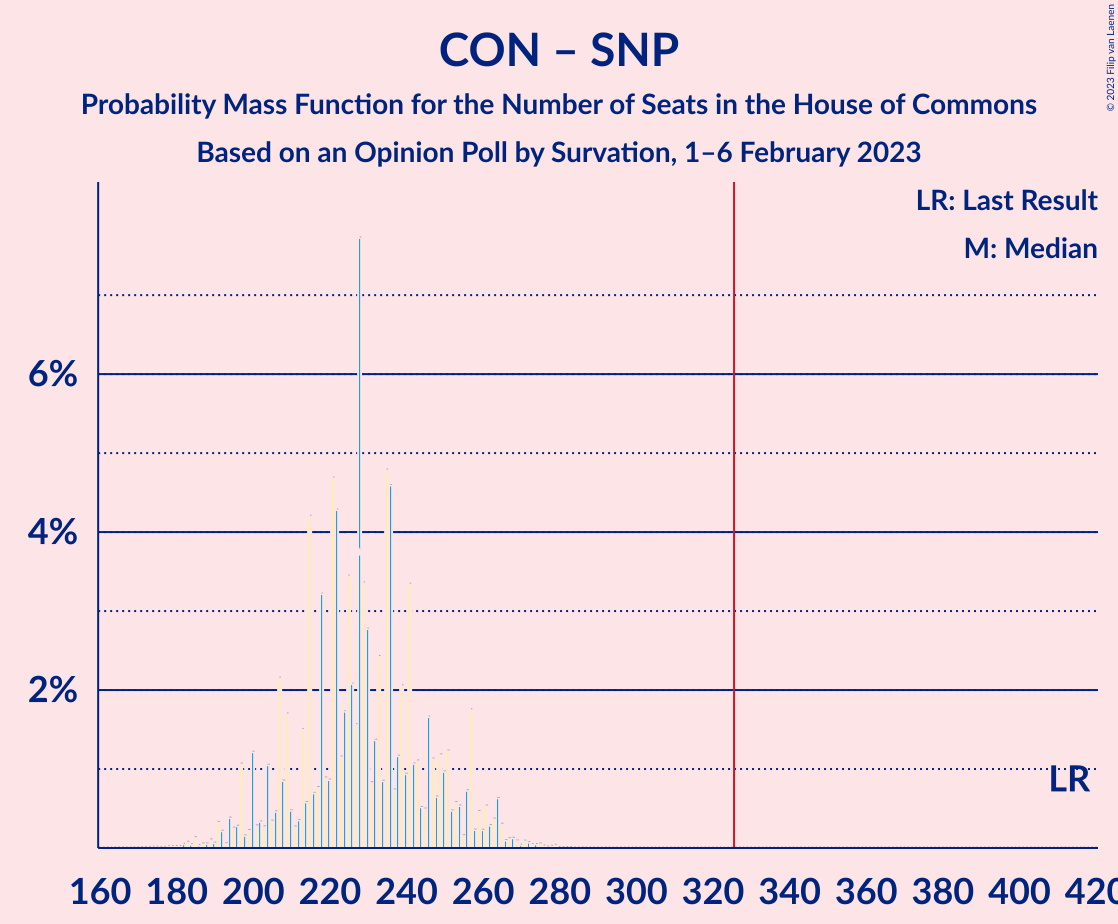 CON – SNP
Probability Mass Function for the Number of Seats in the House of Commons
Based on an Opinion Poll by Survation, 1–6 February 2023
© 2023 Filip van Laenen
LR: Last Result
M: Median
6%
4%
2%
LR
160 180 200 220 240 260 280 300 320 340 360 380 400 420